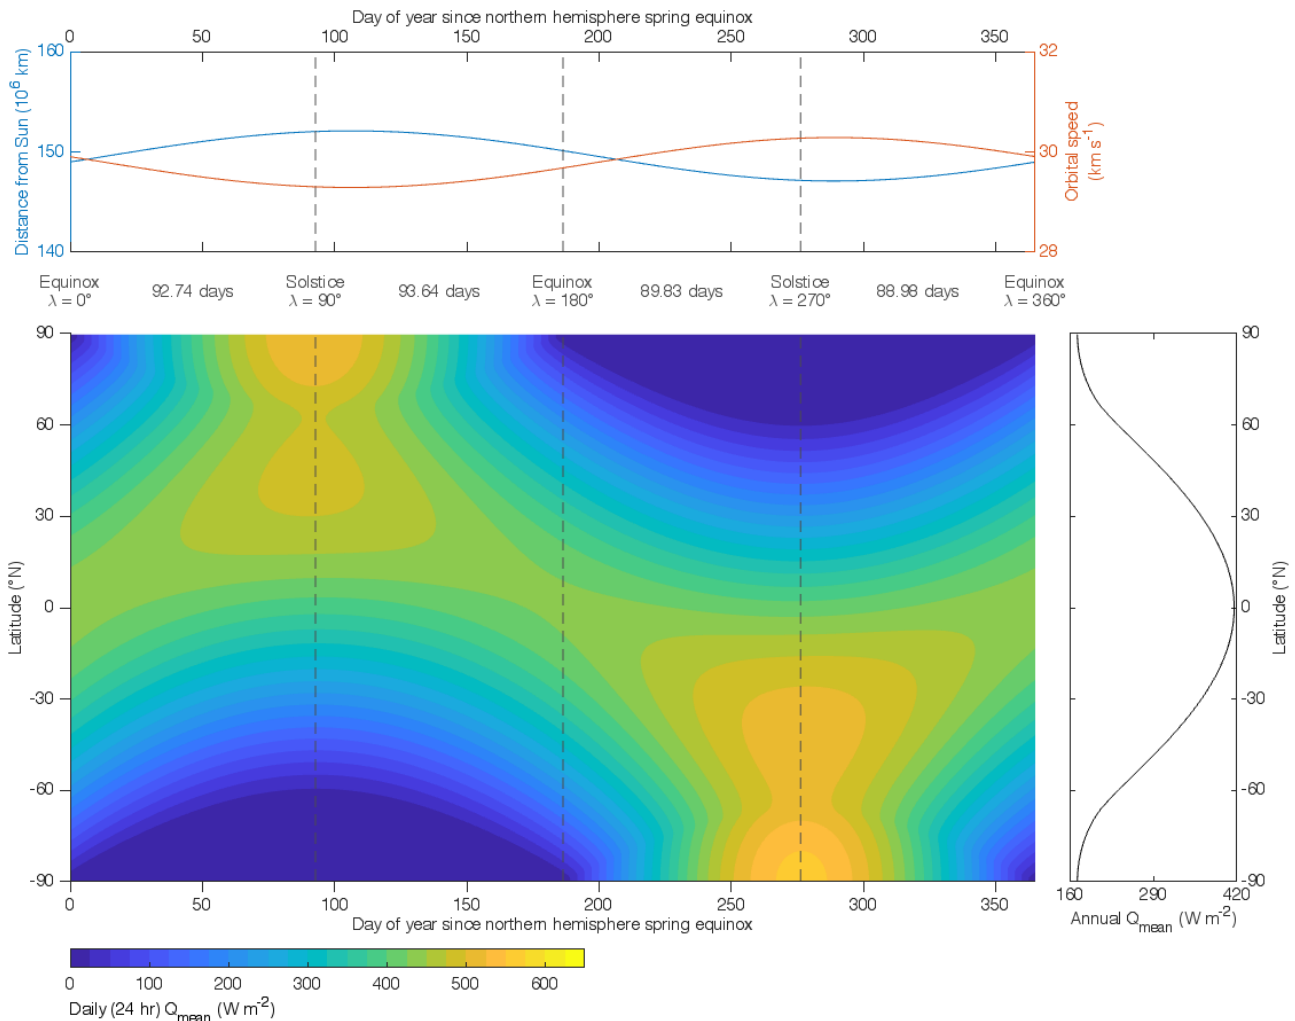 Day of year since northern hemisphere spring equinox
0 50 100 150 200 250 300 350
160
150
140
Distance from Sun (10⁶ km)
32
30
28
Orbital speed
(km s⁻¹)
Equinox 92.74 days Solstice 93.64 days Equinox 89.83 days Solstice 88.98 days Equinox
λ = 0° λ = 90° λ = 180° λ = 270° λ = 360°
90
60
30
0
-30
-60
-90
Latitude (°N)
0 50 100 150 200 250 300 350
Day of year since northern hemisphere spring equinox
90
60
30
0
-30
-60
-90
Latitude (°N)
160 290 420
Annual Qmean (W m⁻²)
0 100 200 300 400 500 600
Daily (24 hr) Qmean (W m⁻²)